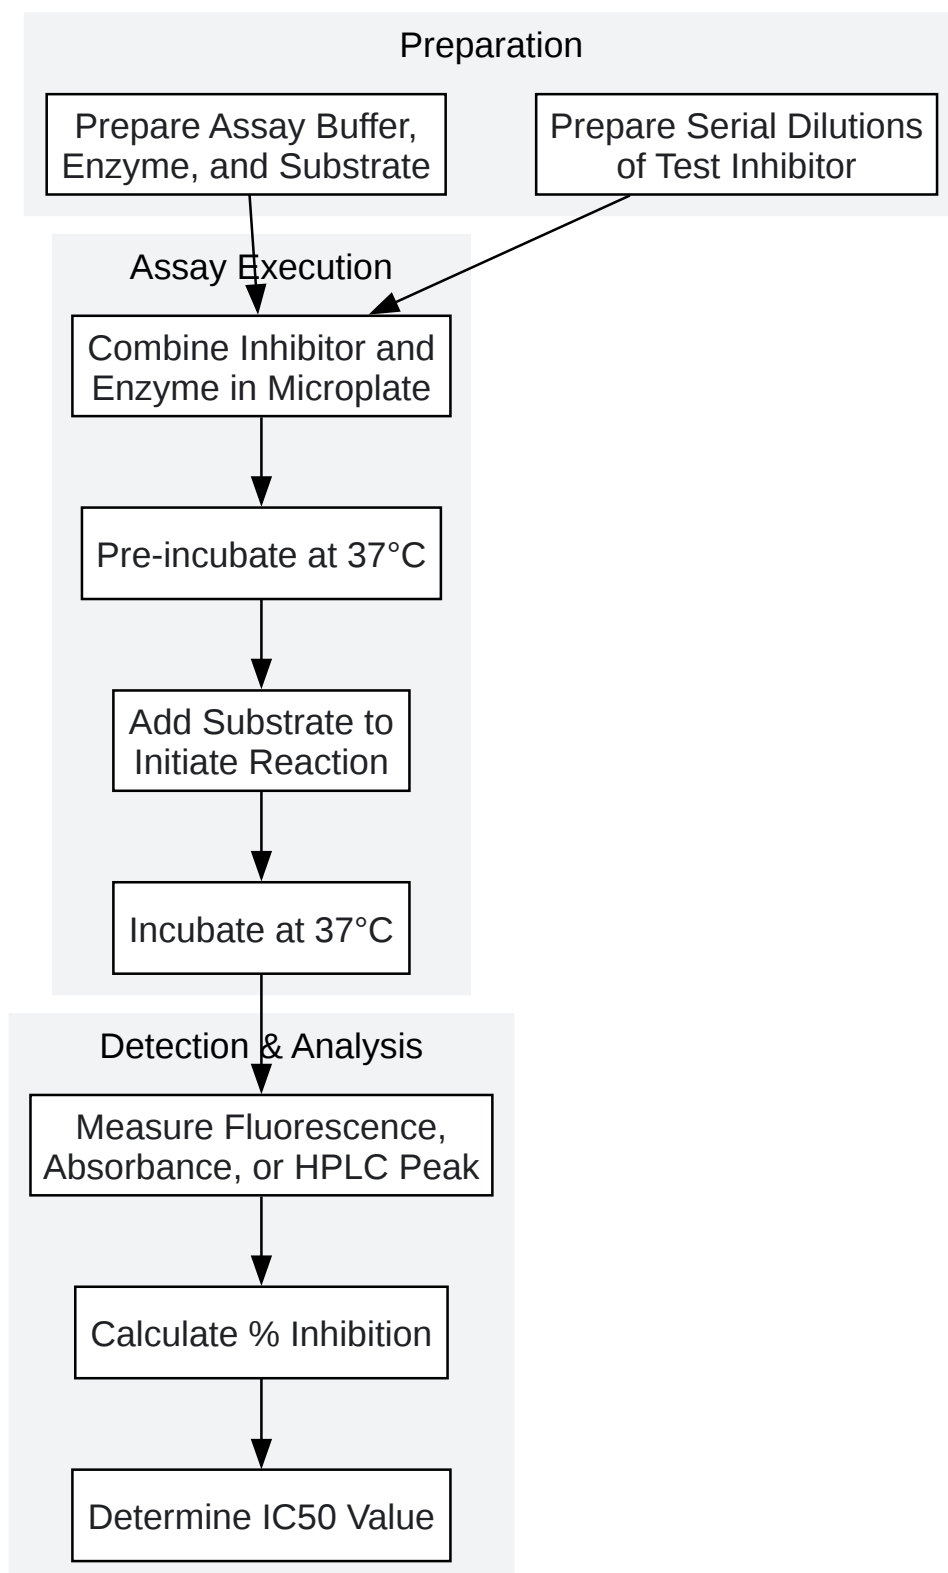 Preparation
Prepare Assay Buffer,
Enzyme, and Substrate
Prepare Serial Dilutions
of Test Inhibitor
Assay Execution
Combine Inhibitor and
Enzyme in Microplate
Pre-incubate at 37°C
Add Substrate to
Initiate Reaction
Incubate at 37°C
Detection & Analysis
Measure Fluorescence,
Absorbance, or HPLC Peak
Calculate % Inhibition
Determine IC50 Value